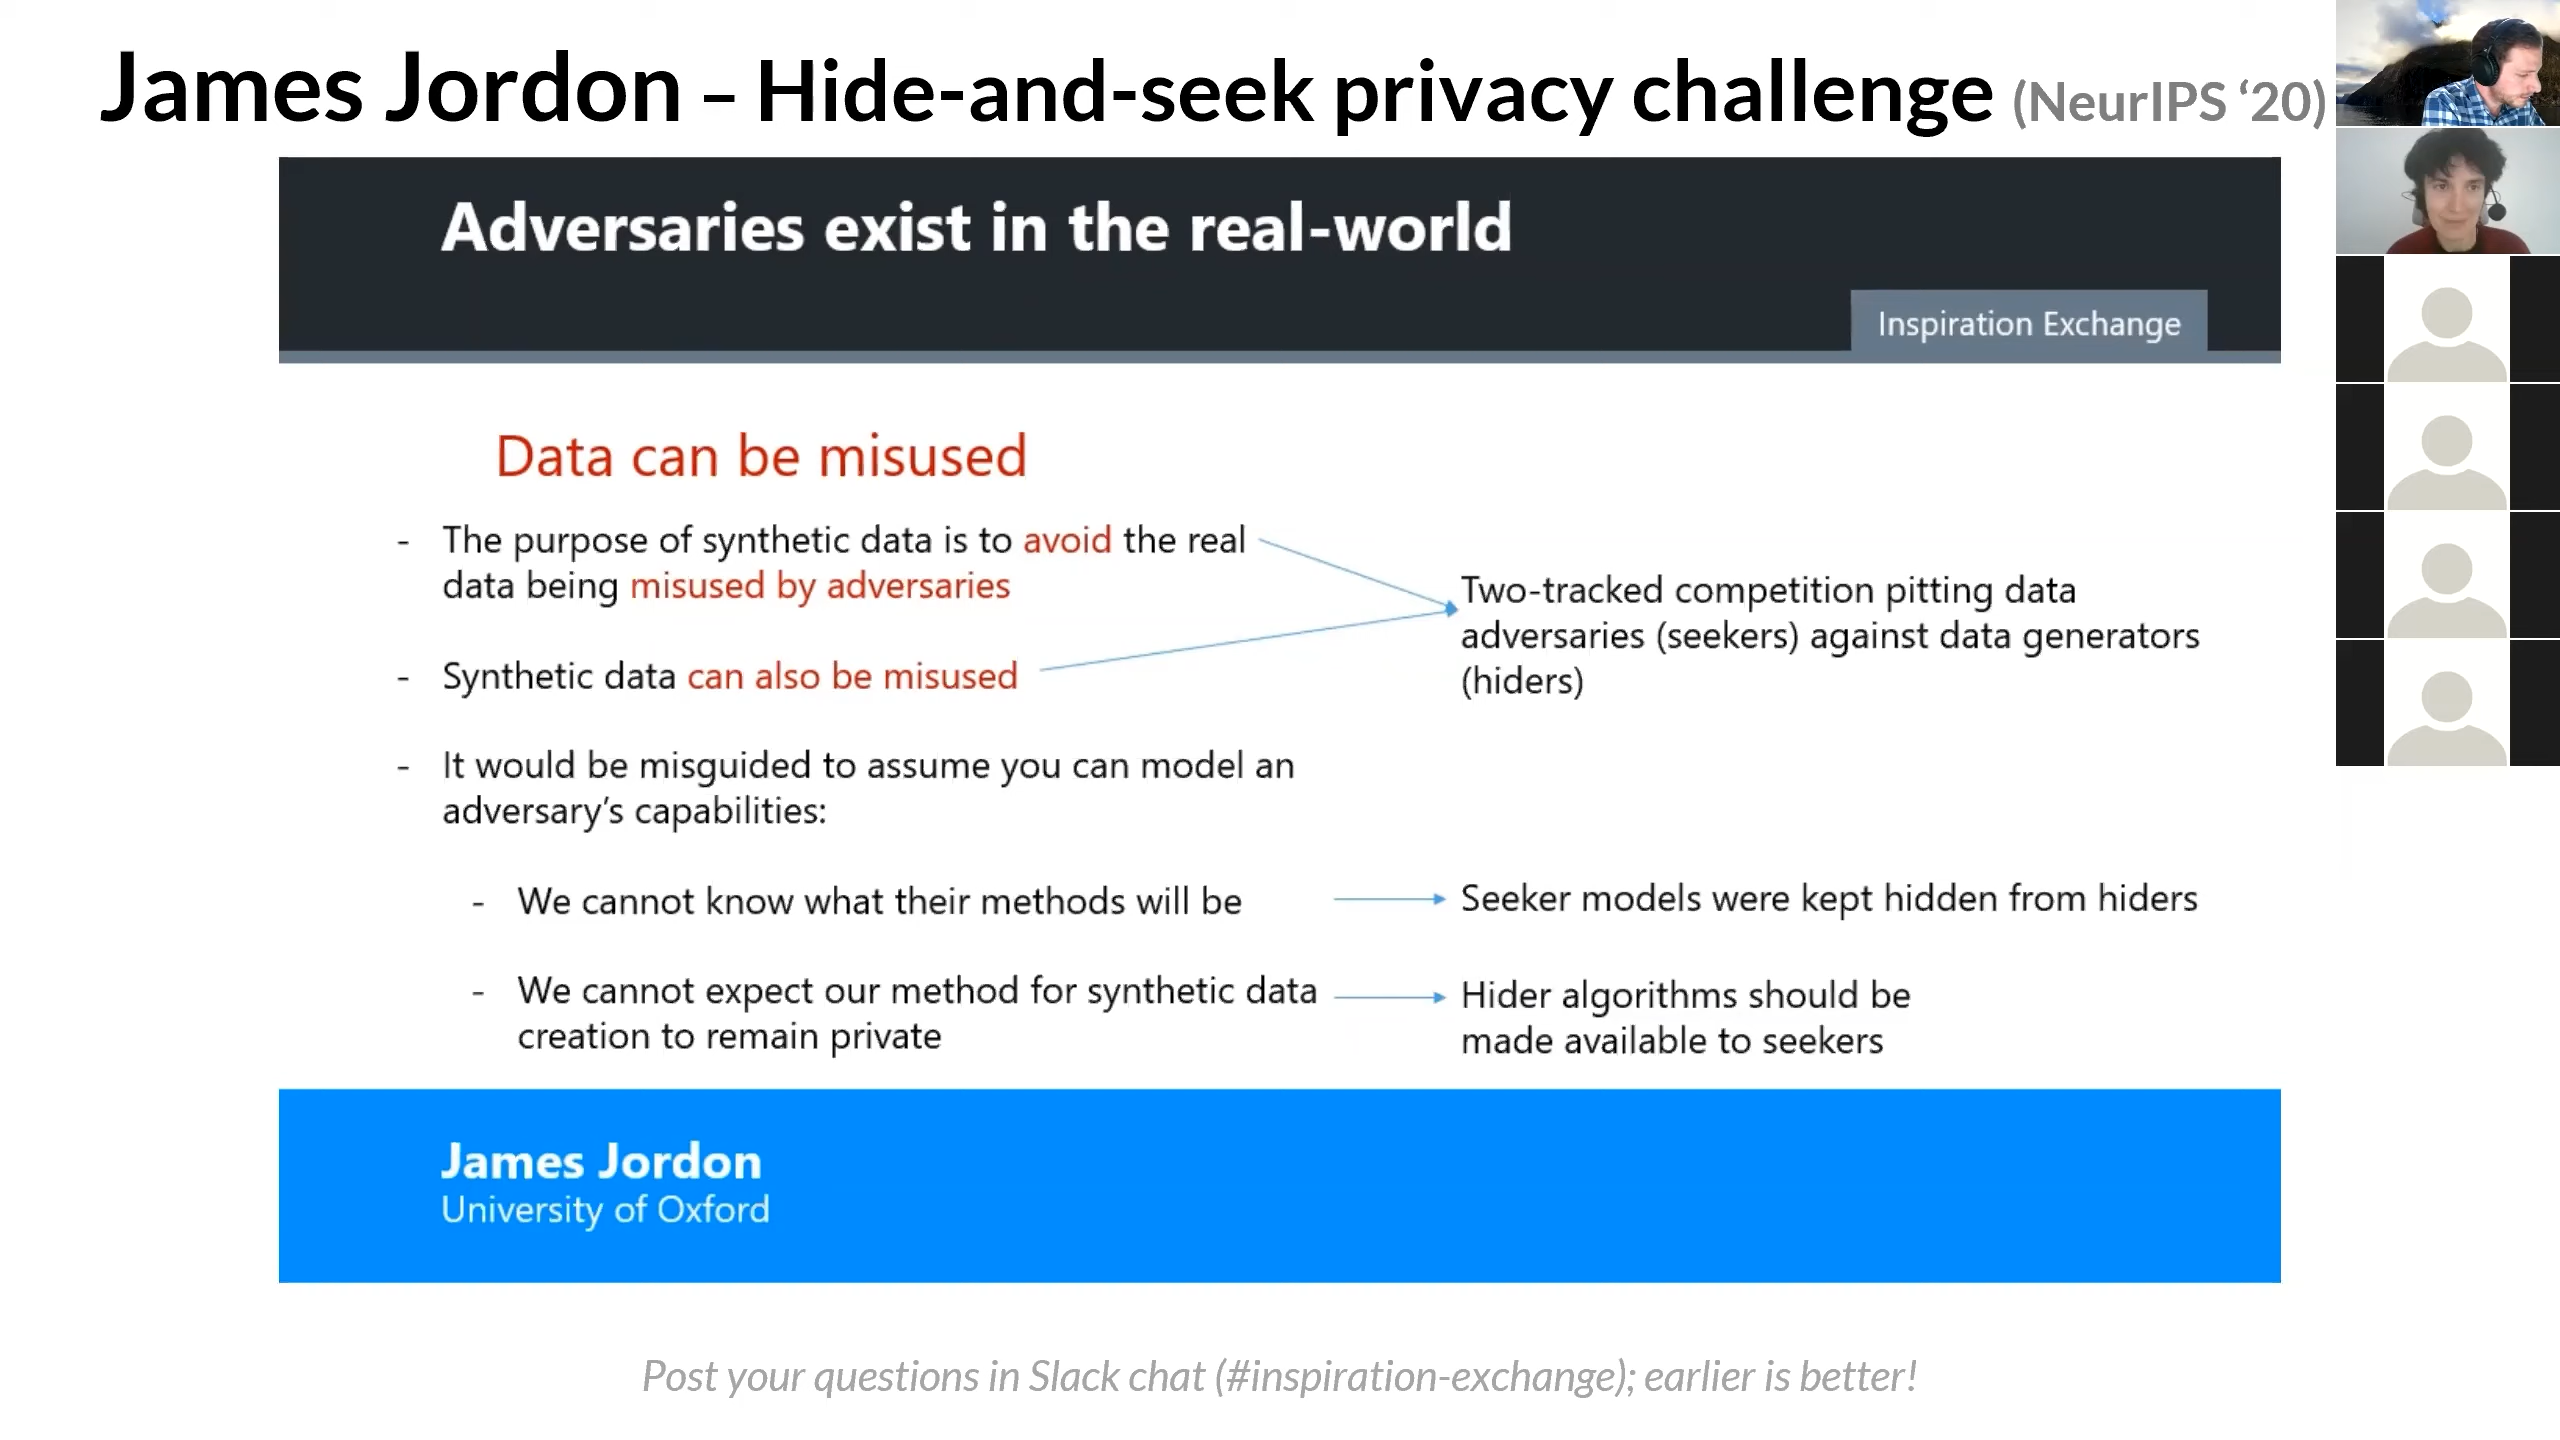 James Jordon – Hide-and-seek privacy challenge (NeurIPS ‘20)
Adversaries exist in the real-world
Inspiration Exchange
Data can be misused
- The purpose of synthetic data is to avoid the real
data being misused by adversaries
- Synthetic data can also be misused
Two-tracked competition pitting data
adversaries (seekers) against data generators
(hiders)
- It would be misguided to assume you can model an
adversary’s capabilities:
- We cannot know what their methods will be
Seeker models were kept hidden from hiders
- We cannot expect our method for synthetic data
creation to remain private
Hider algorithms should be
made available to seekers
James Jordon
University of Oxford
Post your questions in Slack chat (#inspiration-exchange); earlier is better!